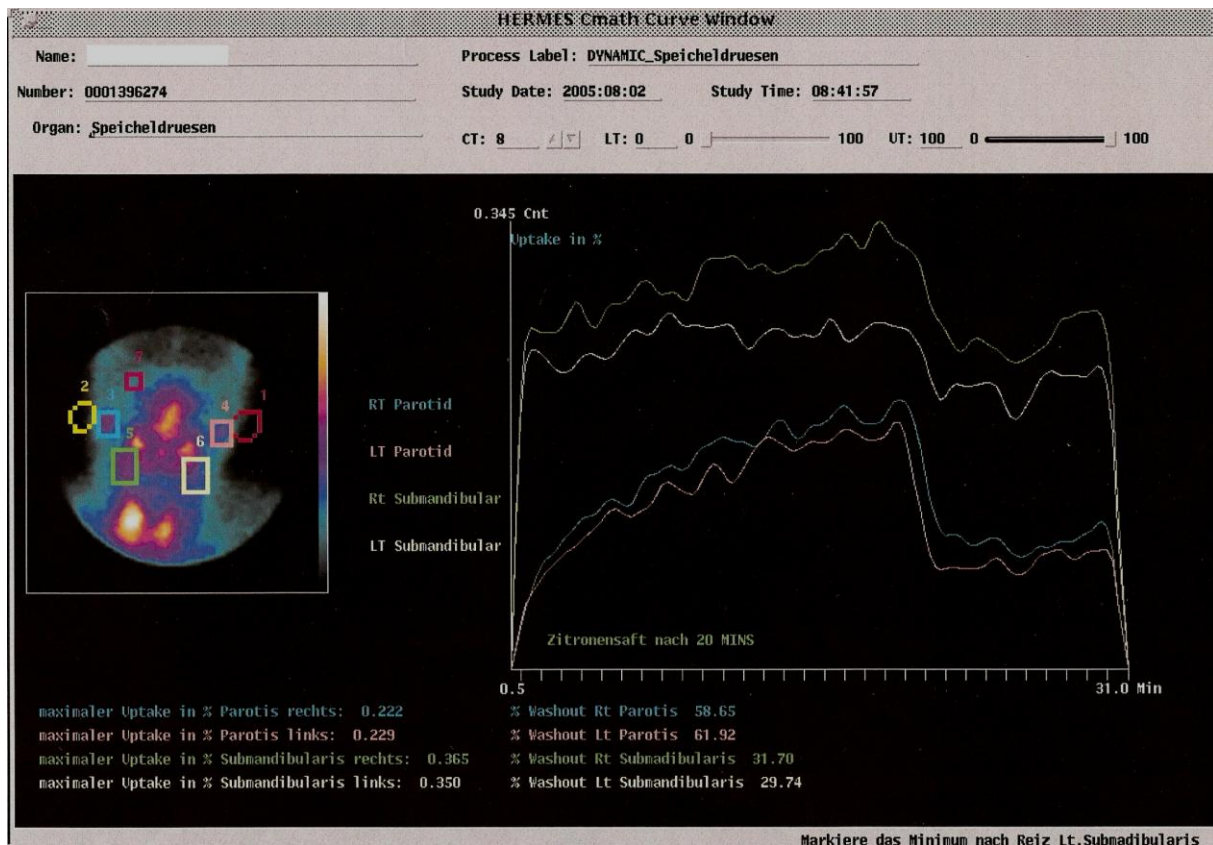 HERMES Cmath Curve Window
Name:
Process Label: DYNAMIC_Speicheldruesen
Number: 0001396274
Study Date: 2005:08:02 Study Time: 08:41:57
Organ: Speicheldruesen
CT: 8 LT: 0 0 100 UT: 100 0 100
0.345 Cnt
Uptake in %
7
2
3
4
1
5
6
RT Parotid
LT Parotid
Rt Submandibular
LT Submandibular
Zitronensaft nach 20 MINS
0.5 31.0 Min
maximaler Uptake in % Parotis rechts: 0.222
maximaler Uptake in % Parotis links: 0.229
maximaler Uptake in % Submandibularis rechts: 0.365
maximaler Uptake in % Submandibularis links: 0.350
% Washout Rt Parotis 58.65
% Washout Lt Parotis 61.92
% Washout Rt Submadibularis 31.70
% Washout Lt Submandibularis 29.74
Markiere das Minimum nach Reiz Lt.Submadibularis